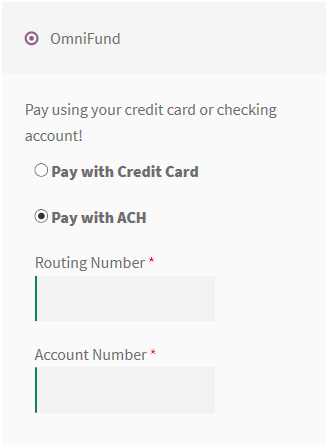 OmniFund
Pay using your credit card or checking
account!
Pay with Credit Card
Pay with ACH
Routing Number *
Account Number *